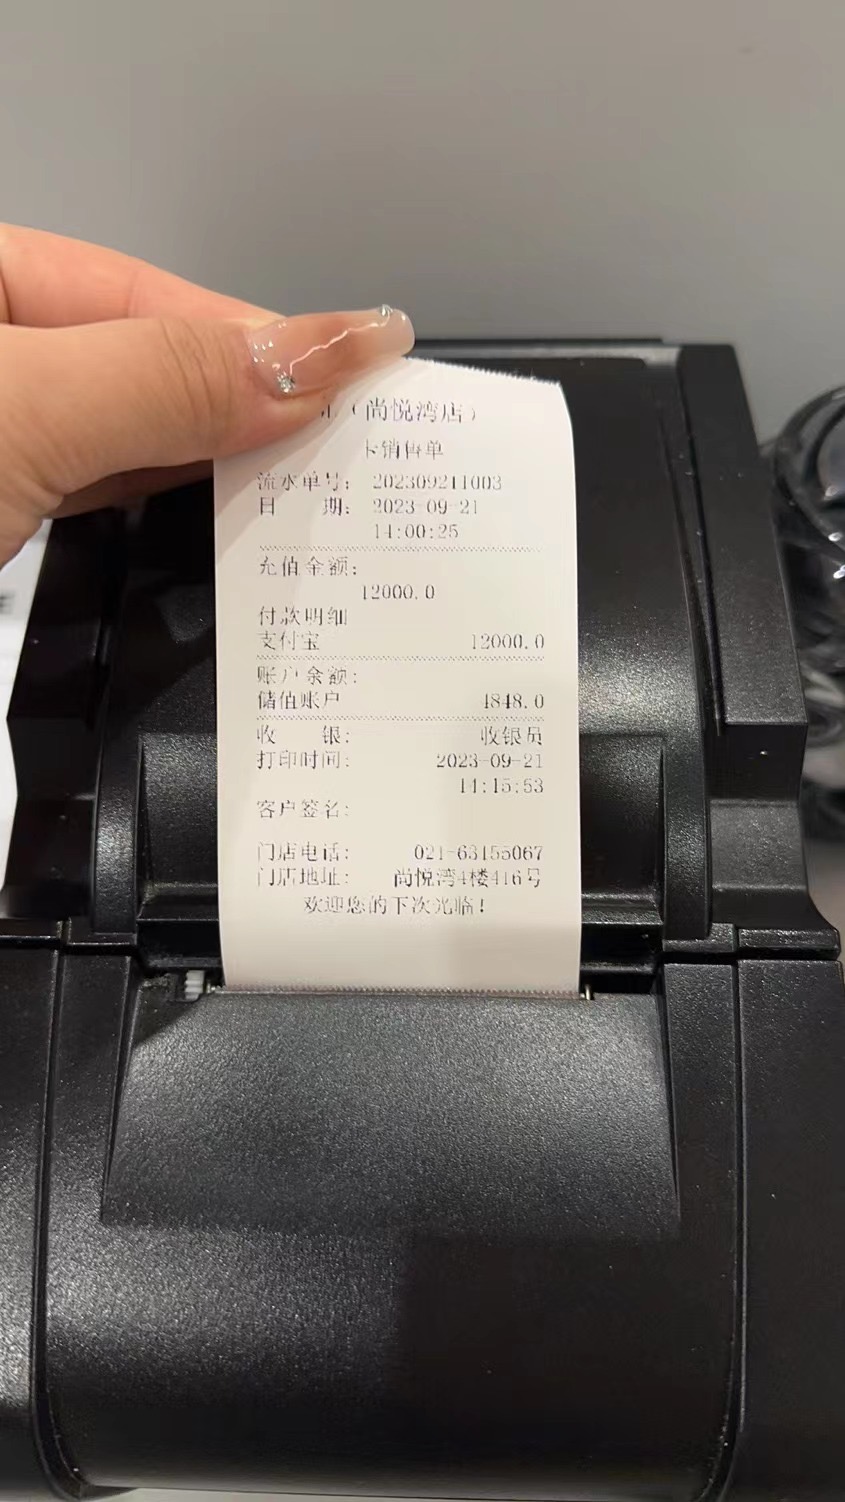 （尚悦湾店）
卡销售单
流水单号： 202309211003
日 期： 2023-09-21
14:00:25
充值金额：
12000.0
付款明细
支付宝 12000.0
账户余额：
储值账户 4848.0
收 银： 收银员
打印时间： 2023-09-21
14:15:53
客户签名：
门店电话： 021-63155067
门店地址： 尚悦湾4楼416号
欢迎您的下次光临！